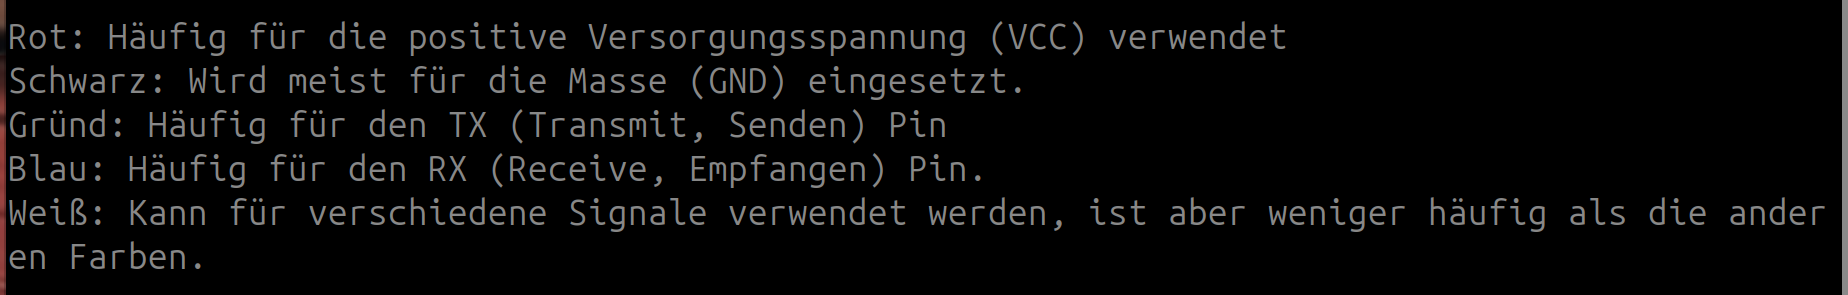 Rot: Häufig für die positive Versorgungsspannung (VCC) verwendet
Schwarz: Wird meist für die Masse (GND) eingesetzt.
Gründ: Häufig für den TX (Transmit, Senden) Pin
Blau: Häufig für den RX (Receive, Empfangen) Pin.
Weiß: Kann für verschiedene Signale verwendet werden, ist aber weniger häufig als die ander
en Farben.